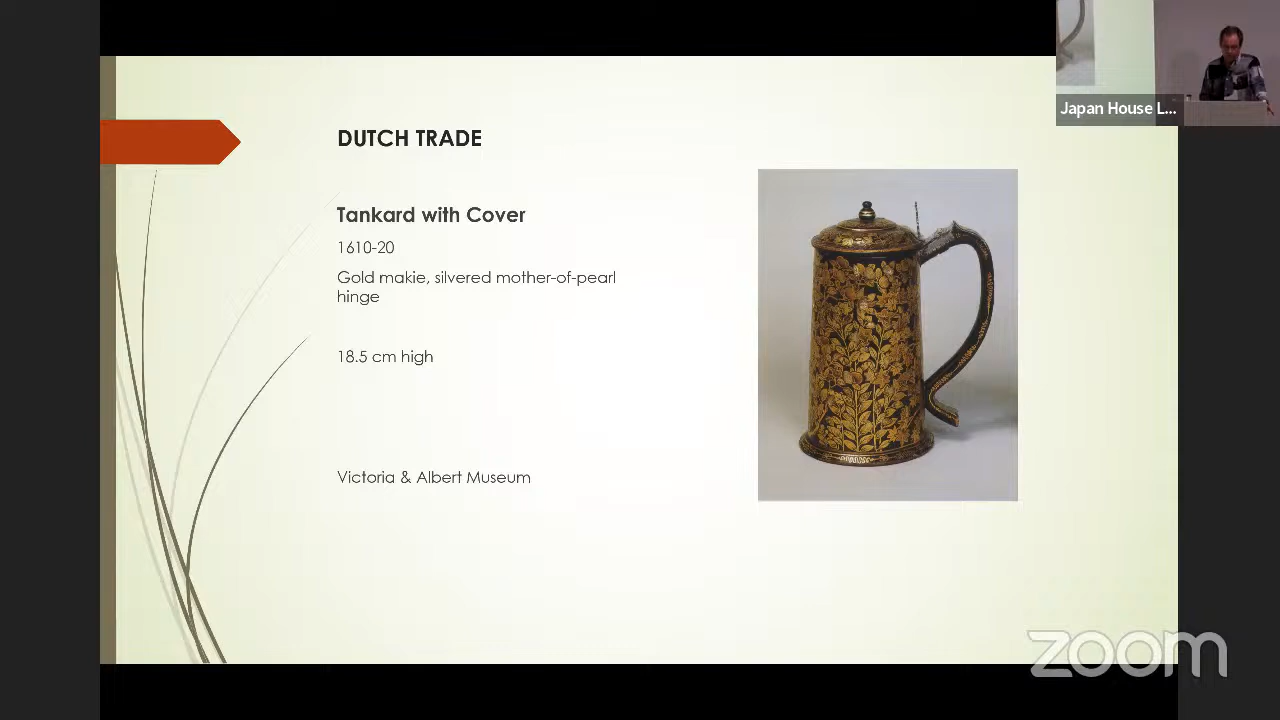 Japan House L...
DUTCH TRADE
Tankard with Cover
1610-20
Gold makie, silvered mother-of-pearl
hinge
18.5 cm high
Victoria & Albert Museum
zoom